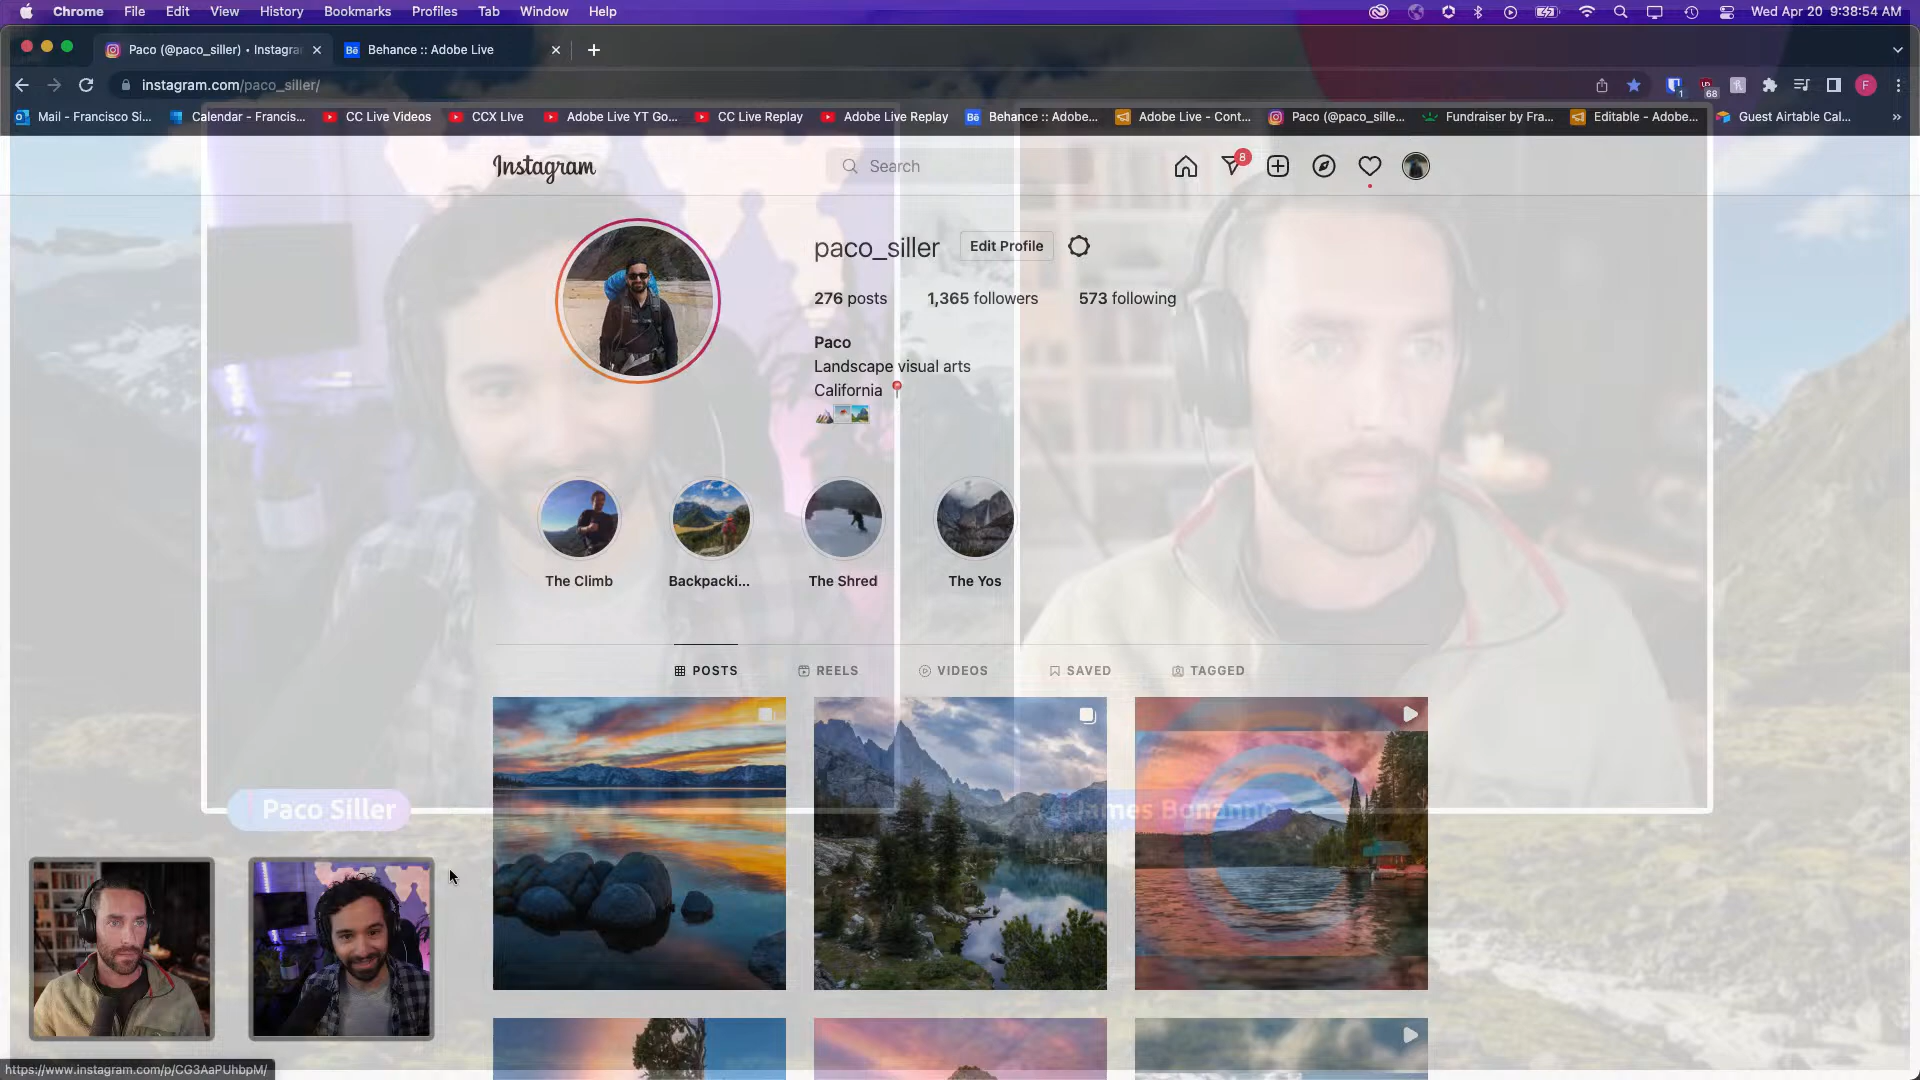 Chrome File Edit View History Bookmarks Profiles Tab Window Help Wed Apr 20 9:38:54 AM
Paco (@paco_siller) • Instagra Behance :: Adobe Live
instagram.com/paco_siller/ 1 68 F
Mail - Francisco Si... Calendar - Francis... CC Live Videos CCX LIve Adobe Live YT Go... CC Live Replay Adobe Live Replay Behance :: Adobe... Adobe Live - Cont... Paco (@paco_sille... Fundraiser by Fra... Editable - Adobe... Guest Airtable Cal... »
Instagram Search 8
paco_siller Edit Profile
276 posts 1,365 followers 573 following
Paco
Landscape visual arts
California
The Climb Backpacki... The Shred The Yos
POSTS REELS VIDEOS SAVED TAGGED
Paco Siller James Bonanno
https://www.instagram.com/p/CG3AaPUhbpM/